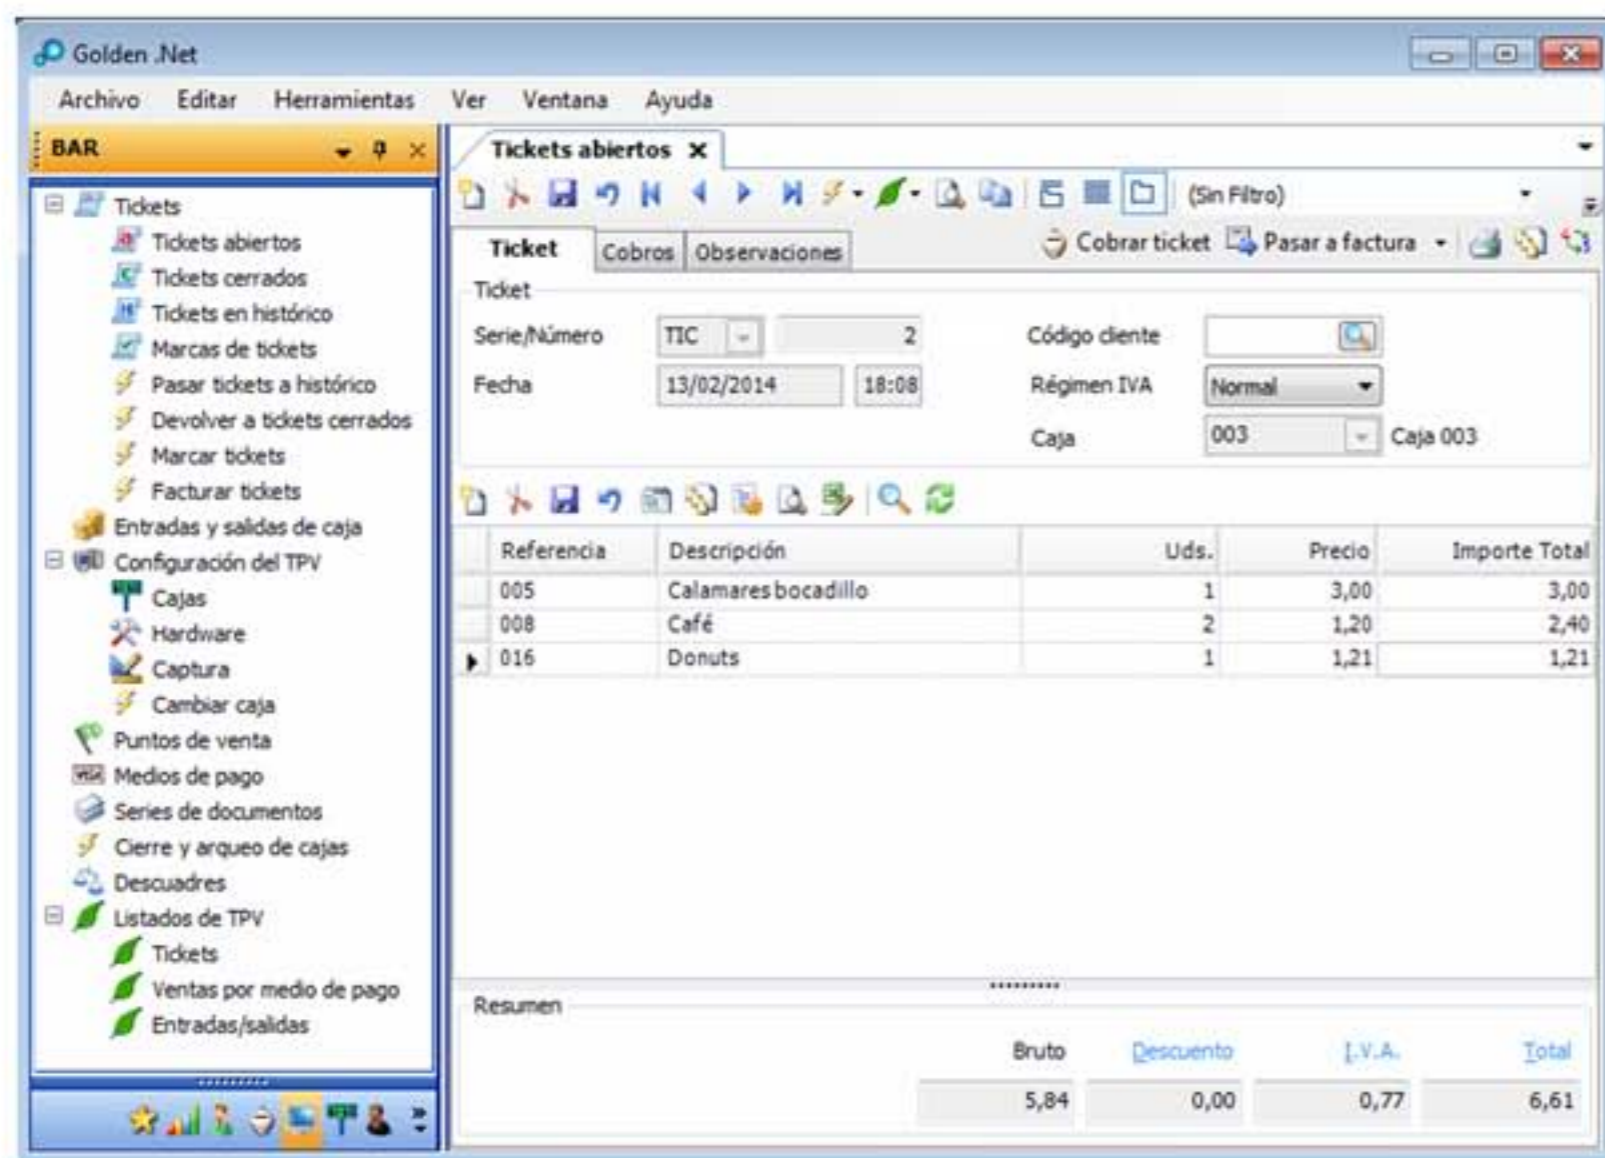 Golden .Net
Archivo Editar Herramientas Ver Ventana Ayuda
BAR
Tickets
Tickets abiertos
Tickets cerrados
Tickets en histórico
Marcas de tickets
Pasar tickets a histórico
Devolver a tickets cerrados
Marcar tickets
Facturar tickets
Entradas y salidas de caja
Configuración del TPV
Cajas
Hardware
Captura
Cambiar caja
Puntos de venta
Medios de pago
Series de documentos
Cierre y arqueo de cajas
Descuadres
Listados de TPV
Tickets
Ventas por medio de pago
Entradas/salidas
Tickets abiertos
(Sin Filtro)
Ticket Cobros Observaciones Cobrar ticket Pasar a factura
Ticket
Serie/Número TIC 2 Código cliente
Fecha 13/02/2014 18:08 Régimen IVA Normal
Caja 003 Caja 003
Referencia Descripción Uds. Precio Importe Total
005 Calamares bocadillo 1 3,00 3,00
008 Café 2 1,20 2,40
016 Donuts 1 1,21 1,21
Resumen
Bruto Descuento I.V.A. Total
5,84 0,00 0,77 6,61